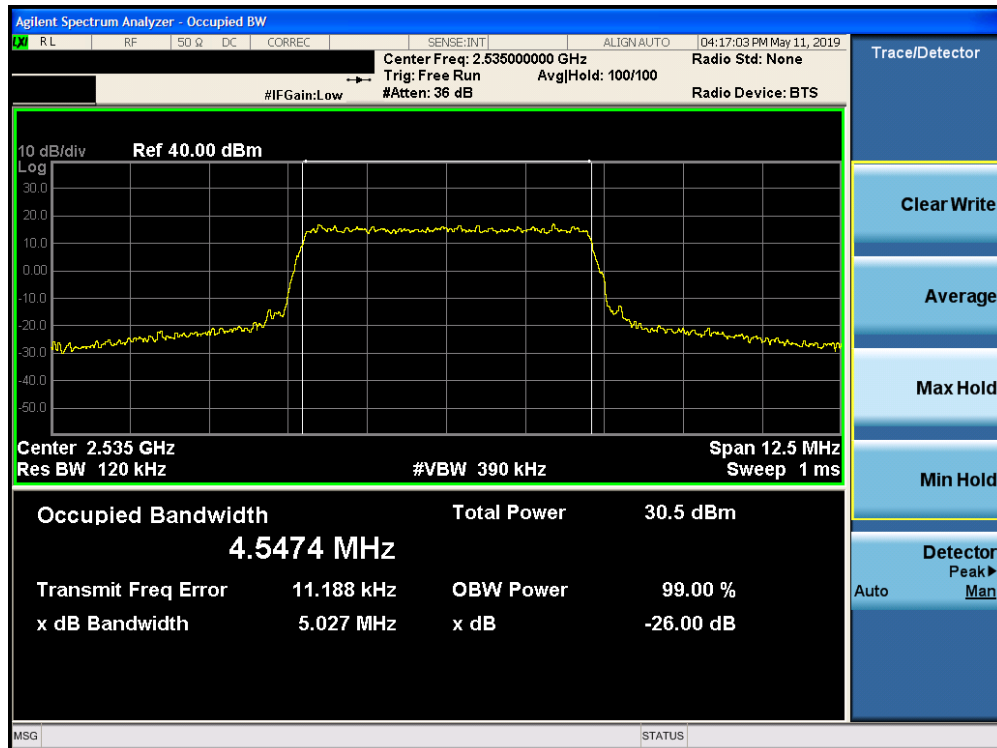 Agilent Spectrum Analyzer - Occupied BW
LXI RL RF 50 Ω DC CORREC SENSE:INT ALIGN AUTO 04:17:03 PM May 11, 2019
Center Freq: 2.535000000 GHz Radio Std: None
Trig: Free Run Avg|Hold: 100/100
#IFGain:Low #Atten: 36 dB Radio Device: BTS
10 dB/div Ref 40.00 dBm
Log
30.0
20.0
10.0
0.00
-10.0
-20.0
-30.0
-40.0
-50.0
Center 2.535 GHz Span 12.5 MHz
Res BW 120 kHz #VBW 390 kHz Sweep 1 ms
Occupied Bandwidth Total Power 30.5 dBm
4.5474 MHz
Transmit Freq Error 11.188 kHz OBW Power 99.00 %
x dB Bandwidth 5.027 MHz x dB -26.00 dB
Trace/Detector
Clear Write
Average
Max Hold
Min Hold
Detector
Peak▶
Auto Man
MSG STATUS